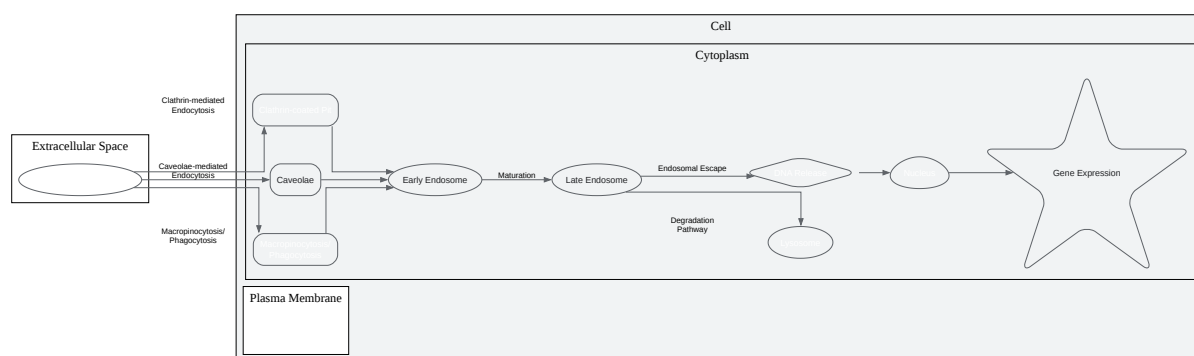 Cell
Cytoplasm
Clathrin-mediated
Endocytosis
Extracellular Space
Caveolae-mediated
Endocytosis
Caveolae
Early Endosome
Maturation
Late Endosome
Endosomal Escape
Nucleus
Gene Expression
Macropinocytosis/
Phagocytosis
Degradation
Pathway
Plasma Membrane